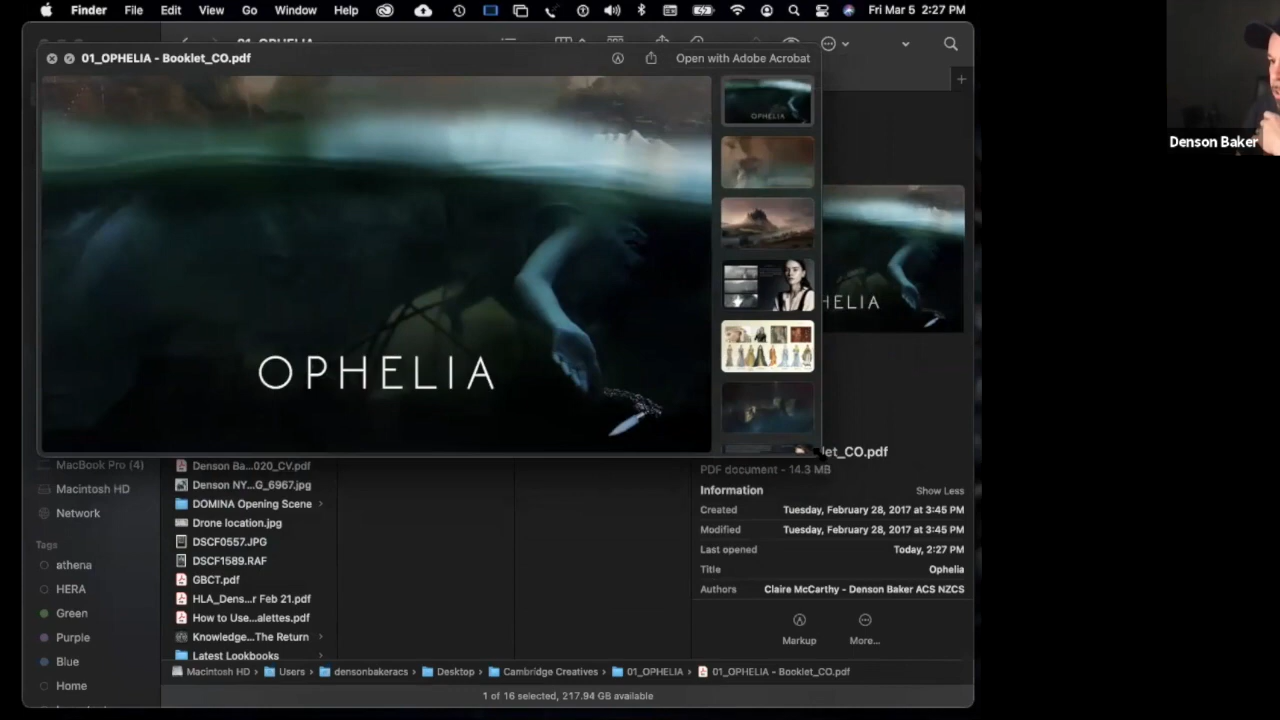 Finder File Edit View Go Window Help Fri Mar 5 2:27 PM
01_OPHELIA - Booklet_CO.pdf Open with Adobe Acrobat
OPHELIA
OPHELIA
HELIA
let_CO.pdf
PDF document - 14.3 MB
Information Show Less
Created Tuesday, February 28, 2017 at 3:45 PM
Modified Tuesday, February 28, 2017 at 3:45 PM
Last opened Today, 2:27 PM
Title Ophelia
Authors Claire McCarthy - Denson Baker ACS NZCS
Markup More...
MacBook Pro (4)
Macintosh HD
Network
Tags
athena
HERA
Green
Purple
Blue
Home
Denson Ba...020_CV.pdf
Denson NY...G_6967.jpg
DOMINA Opening Scene
Drone location.jpg
DSCF0557.JPG
DSCF1589.RAF
GBCT.pdf
HLA_Dens...r Feb 21.pdf
How to Use...alettes.pdf
Knowledge...The Return
Latest Lookbooks
Macintosh HD › Users › densonbakeracs › Desktop › Cambridge Creatives › 01_OPHELIA › 01_OPHELIA - Booklet_CO.pdf
1 of 16 selected, 217.94 GB available
Denson Baker